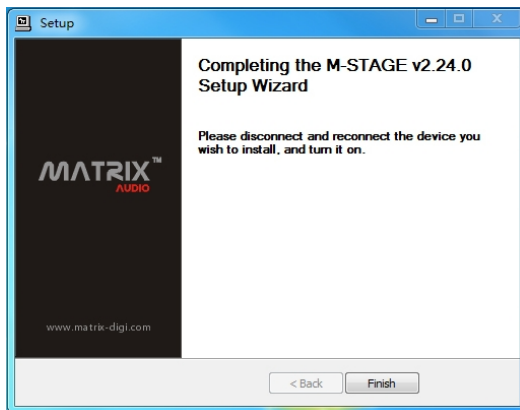 Setup
Completing the M-STAGE v2.24.0
Setup Wizard
Please disconnect and reconnect the device you
wish to install, and turn it on.
MATRIX™
AUDIO
www.matrix-digi.com
< Back
Finish